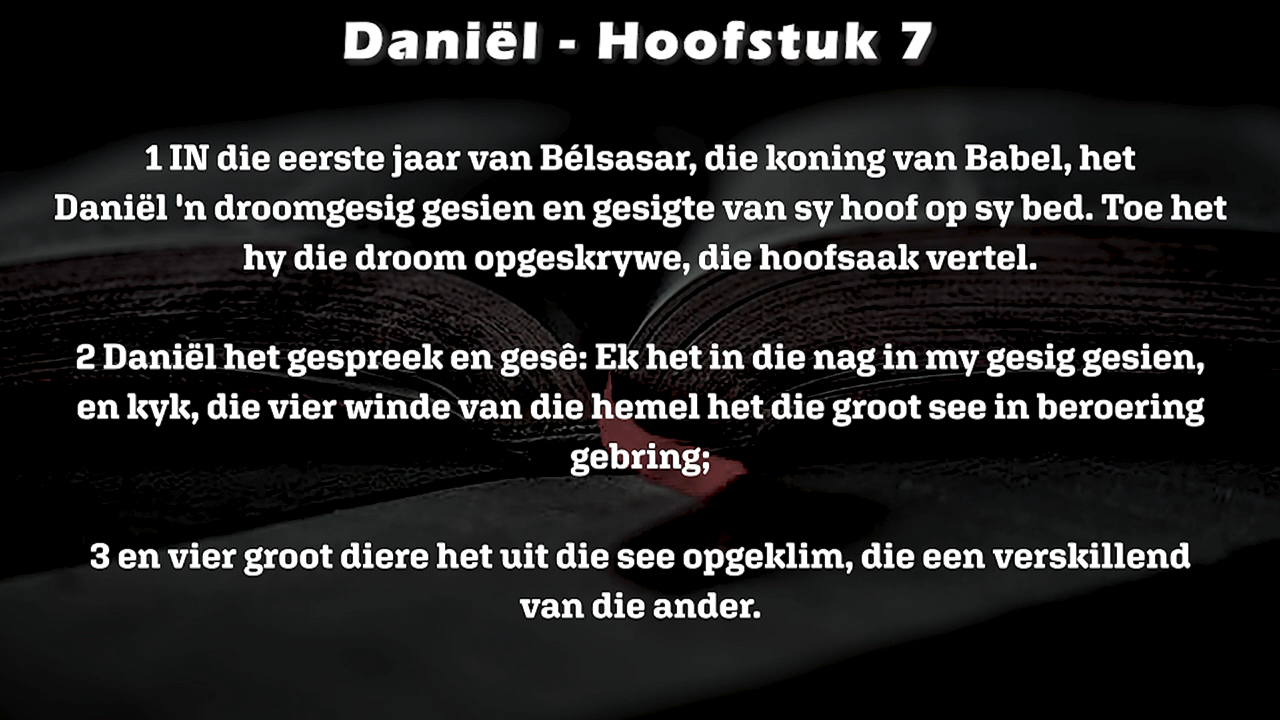 Daniël - Hoofstuk 7
1 IN die eerste jaar van Bélsasar, die koning van Babel, het
Daniël 'n droomgesig gesien en gesigte van sy hoof op sy bed. Toe het
hy die droom opgeskrywe, die hoofsaak vertel.
2 Daniël het gespreek en gesê: Ek het in die nag in my gesig gesien,
en kyk, die vier winde van die hemel het die groot see in beroering
gebring;
3 en vier groot diere het uit die see opgeklim, die een verskillend
van die ander.